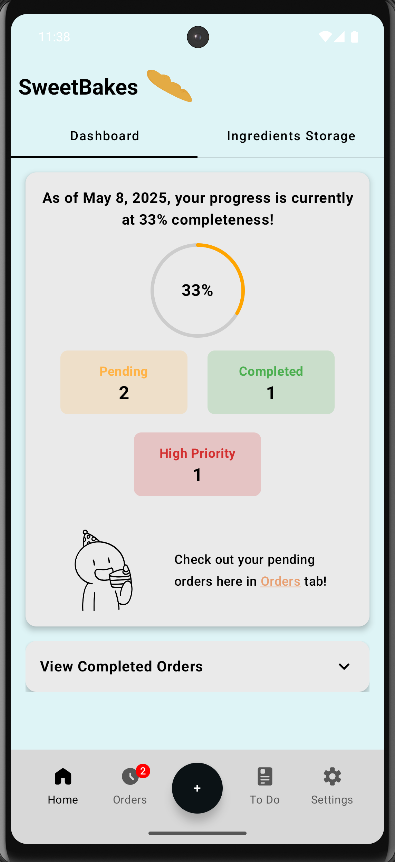 11:38
SweetBakes
Dashboard
Ingredients Storage
As of May 8, 2025, your progress is currently
at 33% completeness!
33%
Pending
2
Completed
1
High Priority
1
Check out your pending
orders here in Orders tab!
View Completed Orders
2
+
Home
Orders
To Do
Settings